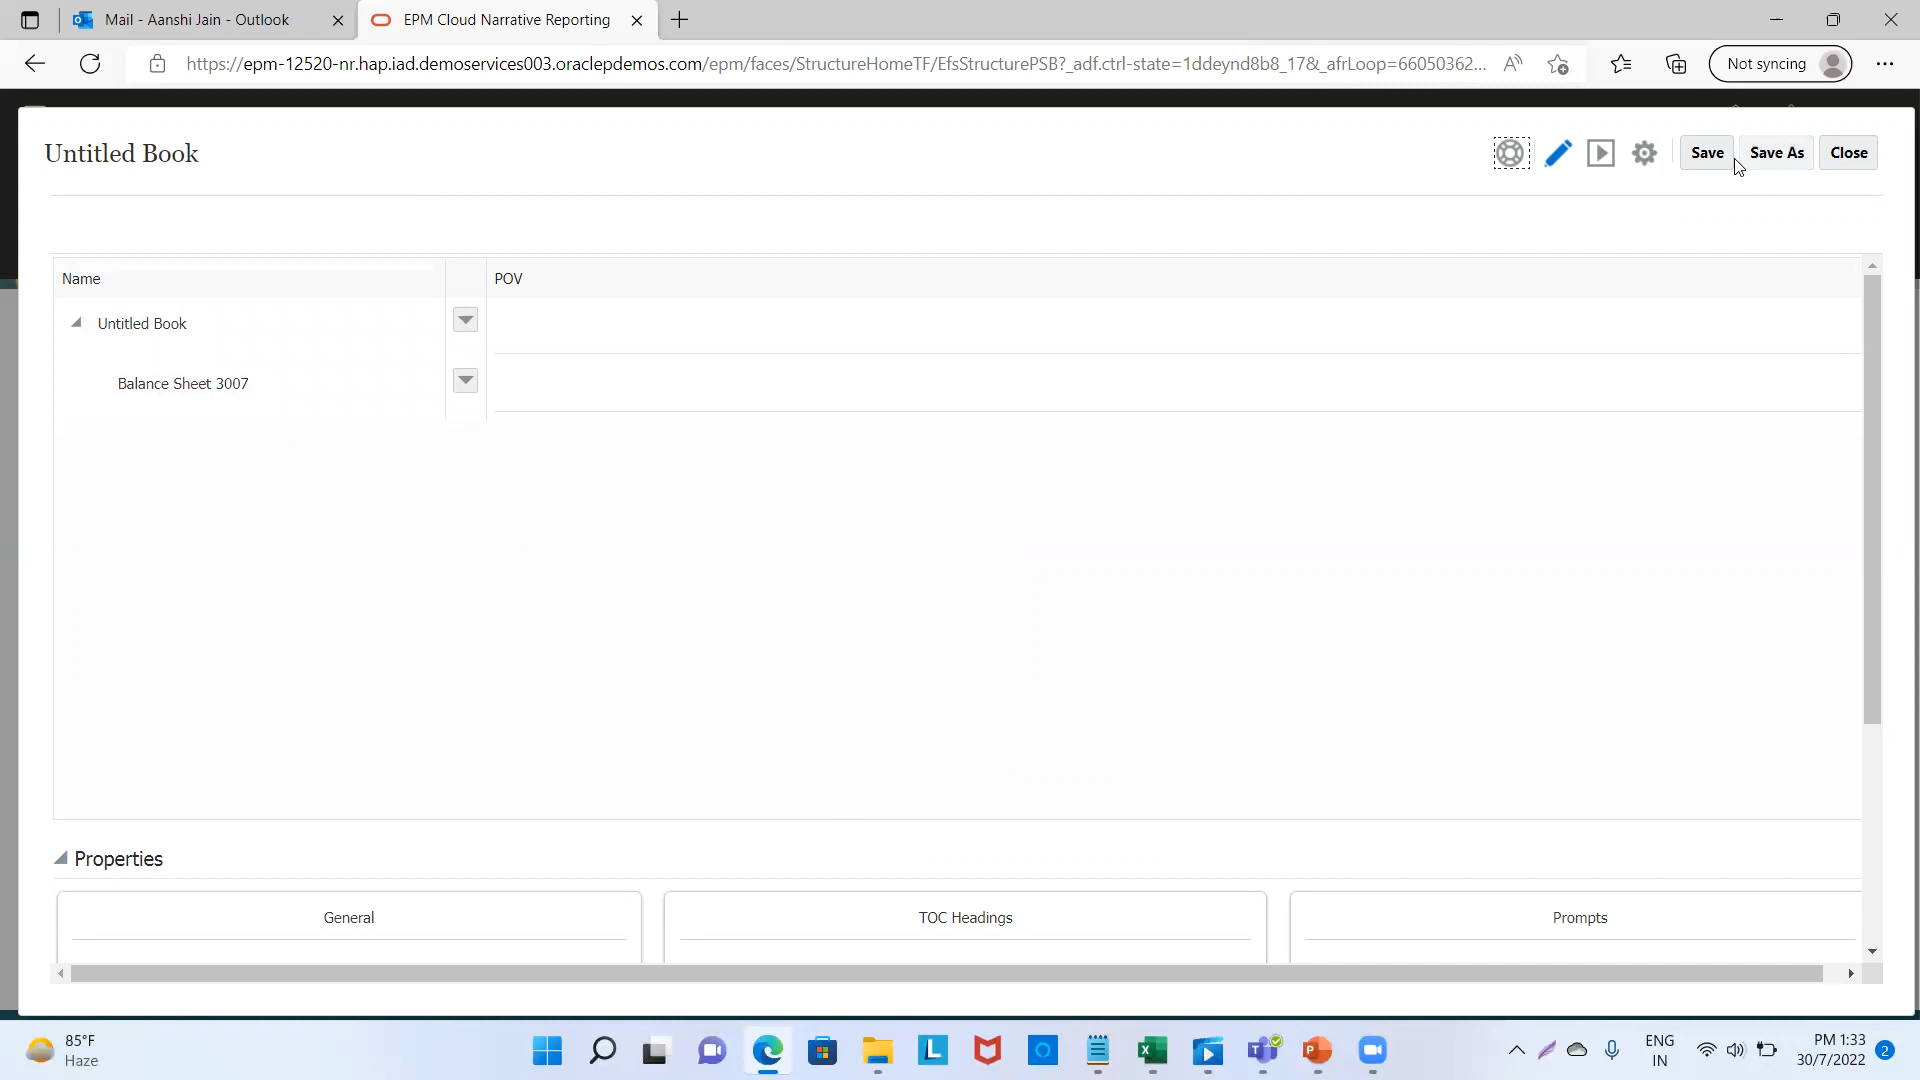 Mail - Aanshi Jain - Outlook
EPM Cloud Narrative Reporting
https://epm-12520-nr.hap.iad.demoservices003.oraclepdemos.com/epm/faces/StructureHomeTF/EfsStructurePSB?_adf.ctrl-state=1ddeynd8b8_17&_afrLoop=66050362...
Not syncing
Untitled Book
Save
Save As
Close
Name
POV
Untitled Book
Balance Sheet 3007
Properties
General
TOC Headings
Prompts
85°F
Haze
ENG
IN
PM 1:33
30/7/2022
2